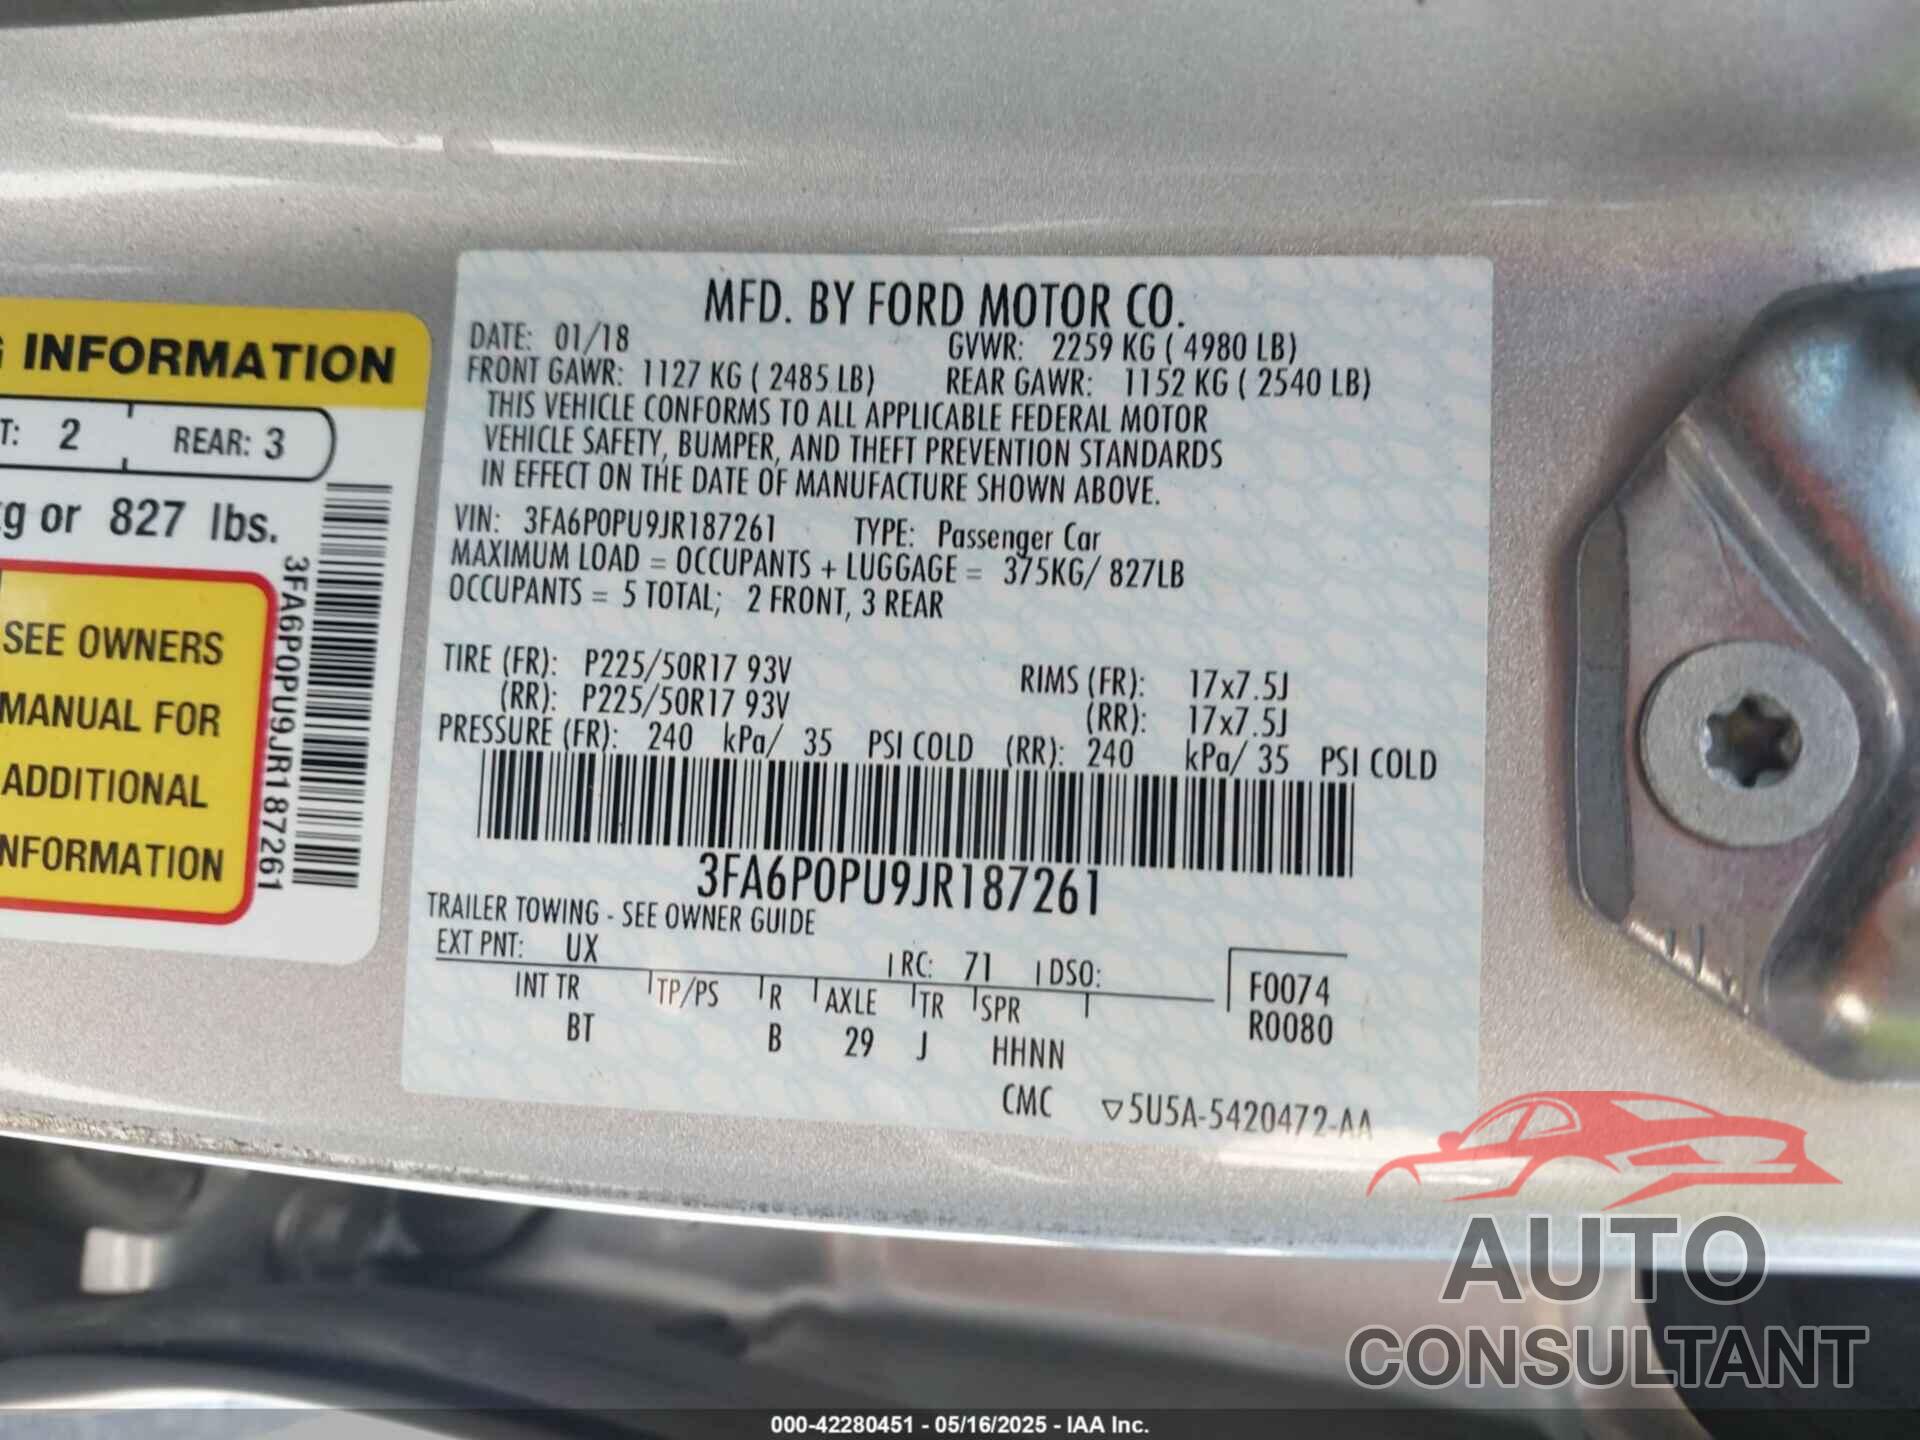 G INFORMATION
T: 2 REAR: 3
kg or 827 lbs.
SEE OWNERS
MANUAL FOR
ADDITIONAL
INFORMATION
3FA6P0PU9JR187261
MFD. BY FORD MOTOR CO.
DATE: 01/18 GVWR: 2259 KG ( 4980 LB)
FRONT GAWR: 1127 KG ( 2485 LB) REAR GAWR: 1152 KG ( 2540 LB)
THIS VEHICLE CONFORMS TO ALL APPLICABLE FEDERAL MOTOR
VEHICLE SAFETY, BUMPER, AND THEFT PREVENTION STANDARDS
IN EFFECT ON THE DATE OF MANUFACTURE SHOWN ABOVE.
VIN: 3FA6P0PU9JR187261 TYPE: Passenger Car
MAXIMUM LOAD = OCCUPANTS + LUGGAGE = 375KG/ 827LB
OCCUPANTS = 5 TOTAL; 2 FRONT, 3 REAR
TIRE (FR): P225/50R17 93V RIMS (FR): 17x7.5J
(RR): P225/50R17 93V (RR): 17x7.5J
PRESSURE (FR): 240 kPa/ 35 PSI COLD (RR): 240 kPa/ 35 PSI COLD
3FA6P0PU9JR187261
TRAILER TOWING - SEE OWNER GUIDE
EXT PNT: UX RC: 71 DSO: F0074
INT TR TP/PS R AXLE TR SPR R0080
BT B 29 J HHNN
CMC ▽5U5A-5420472-AA
AUTO
CONSULTANT
000-42280451 - 05/16/2025 - IAA Inc.